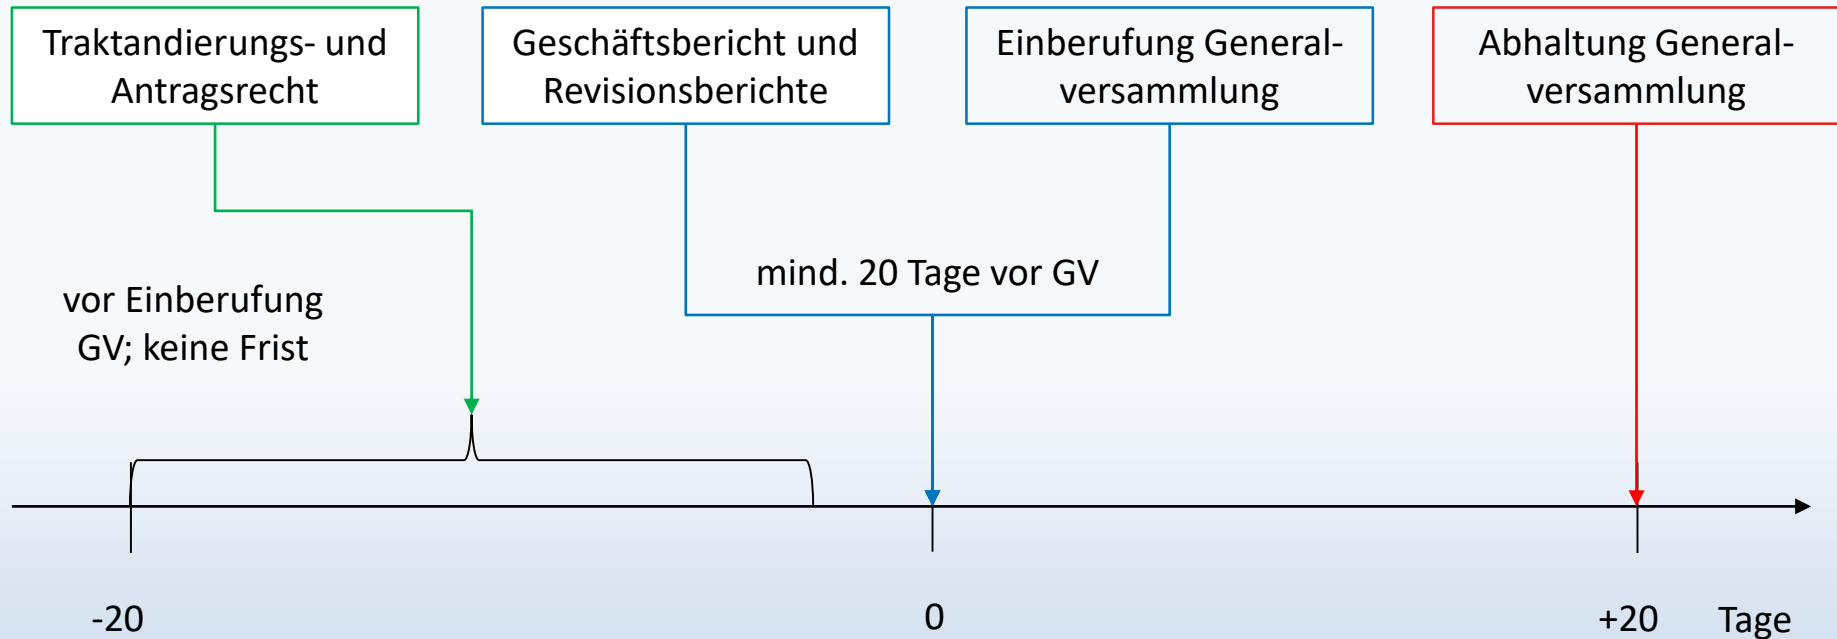 Traktandierungs- und
Antragsrecht
Geschäftsbericht und
Revisionsberichte
Einberufung General-
versammlung
Abhaltung General-
versammlung
mind. 20 Tage vor GV
vor Einberufung
GV; keine Frist
-20
0
+20
Tage